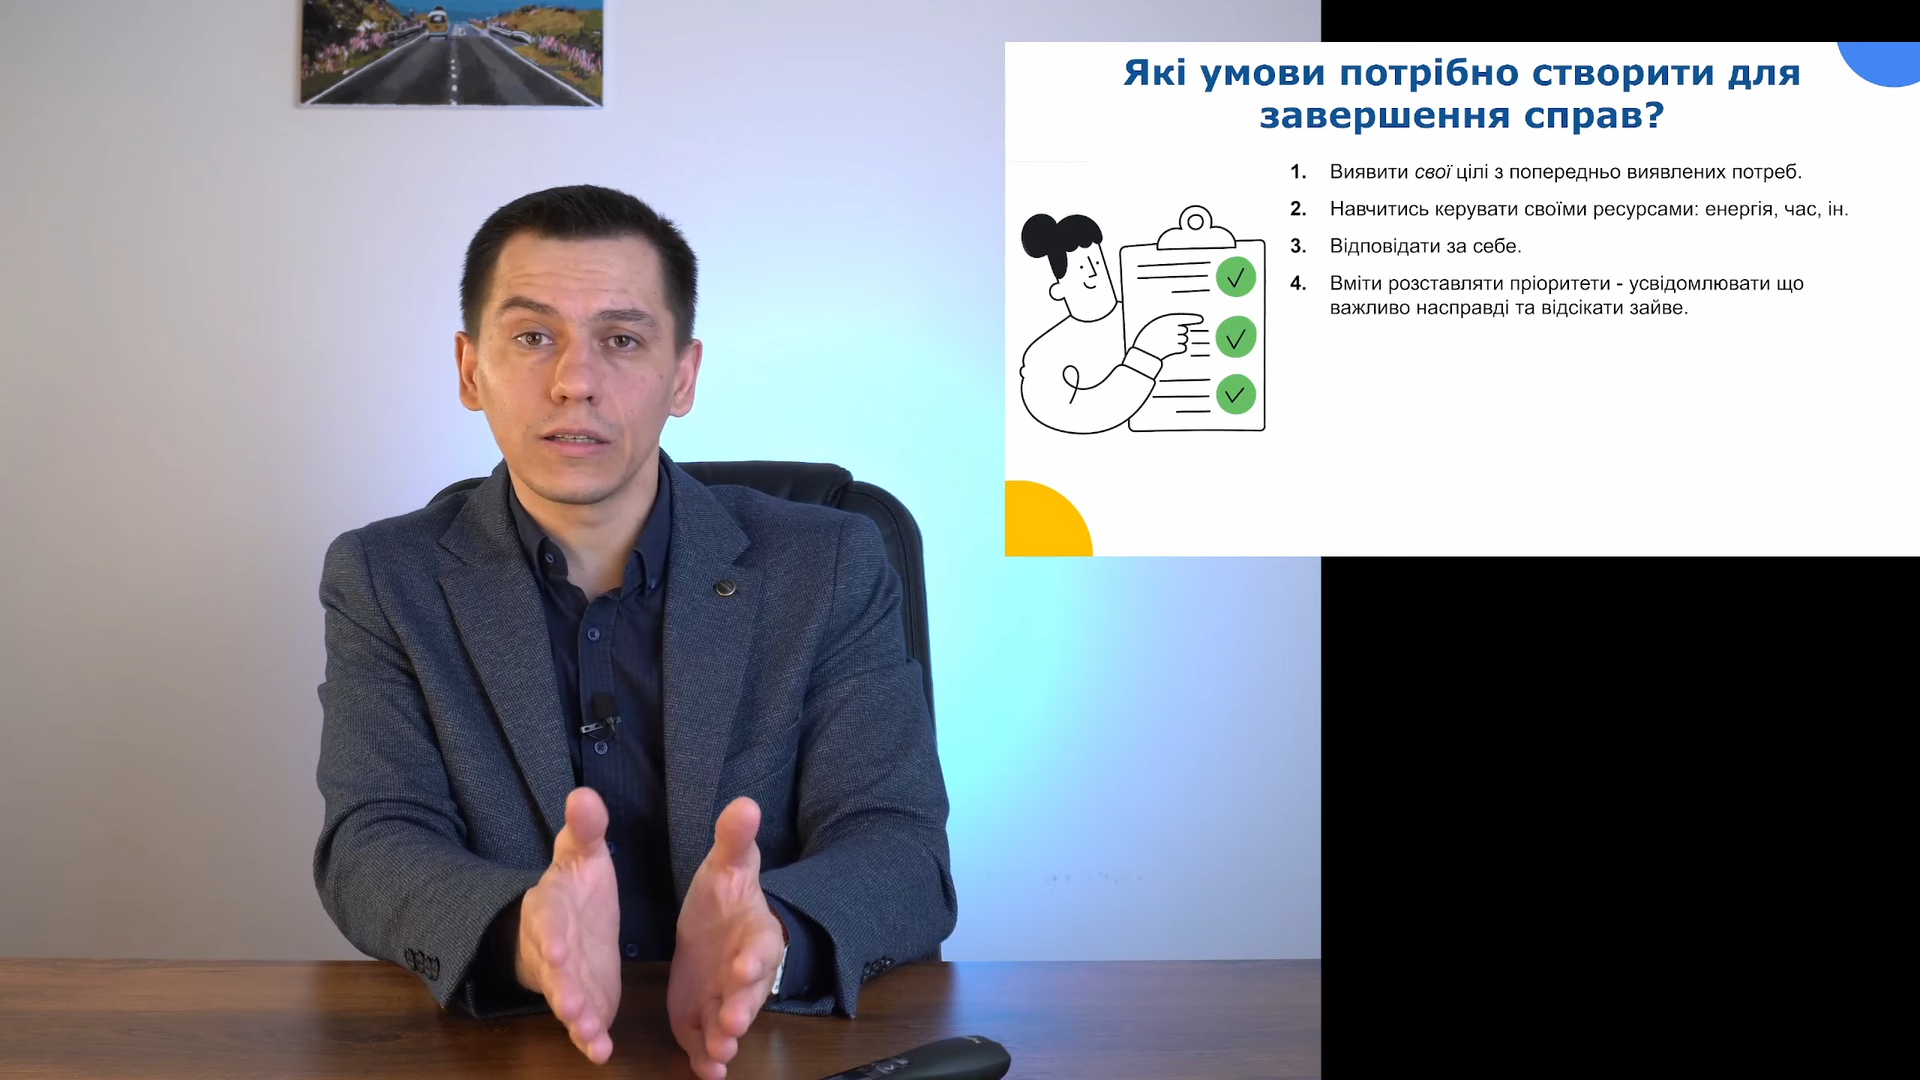 Які умови потрібно створити для
завершення справ?
1. Виявити свої цілі з попередньо виявлених потреб.
2. Навчитись керувати своїми ресурсами: енергія, час, ін.
3. Відповідати за себе.
4. Вміти розставляти пріоритети - усвідомлювати що
важливо насправді та відсікати зайве.